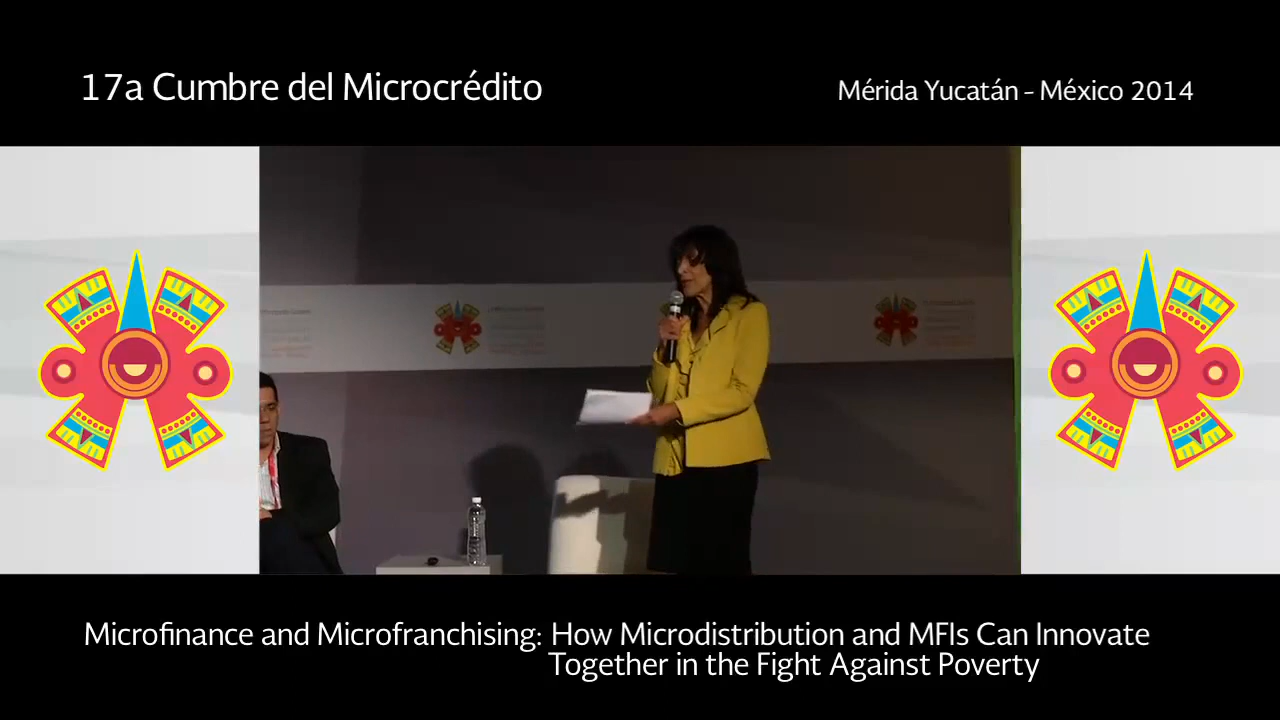 17a Cumbre del Microcrédito
Mérida Yucatán - México 2014
Microfinance and Microfranchising: How Microdistribution and MFIs Can Innovate
Together in the Fight Against Poverty